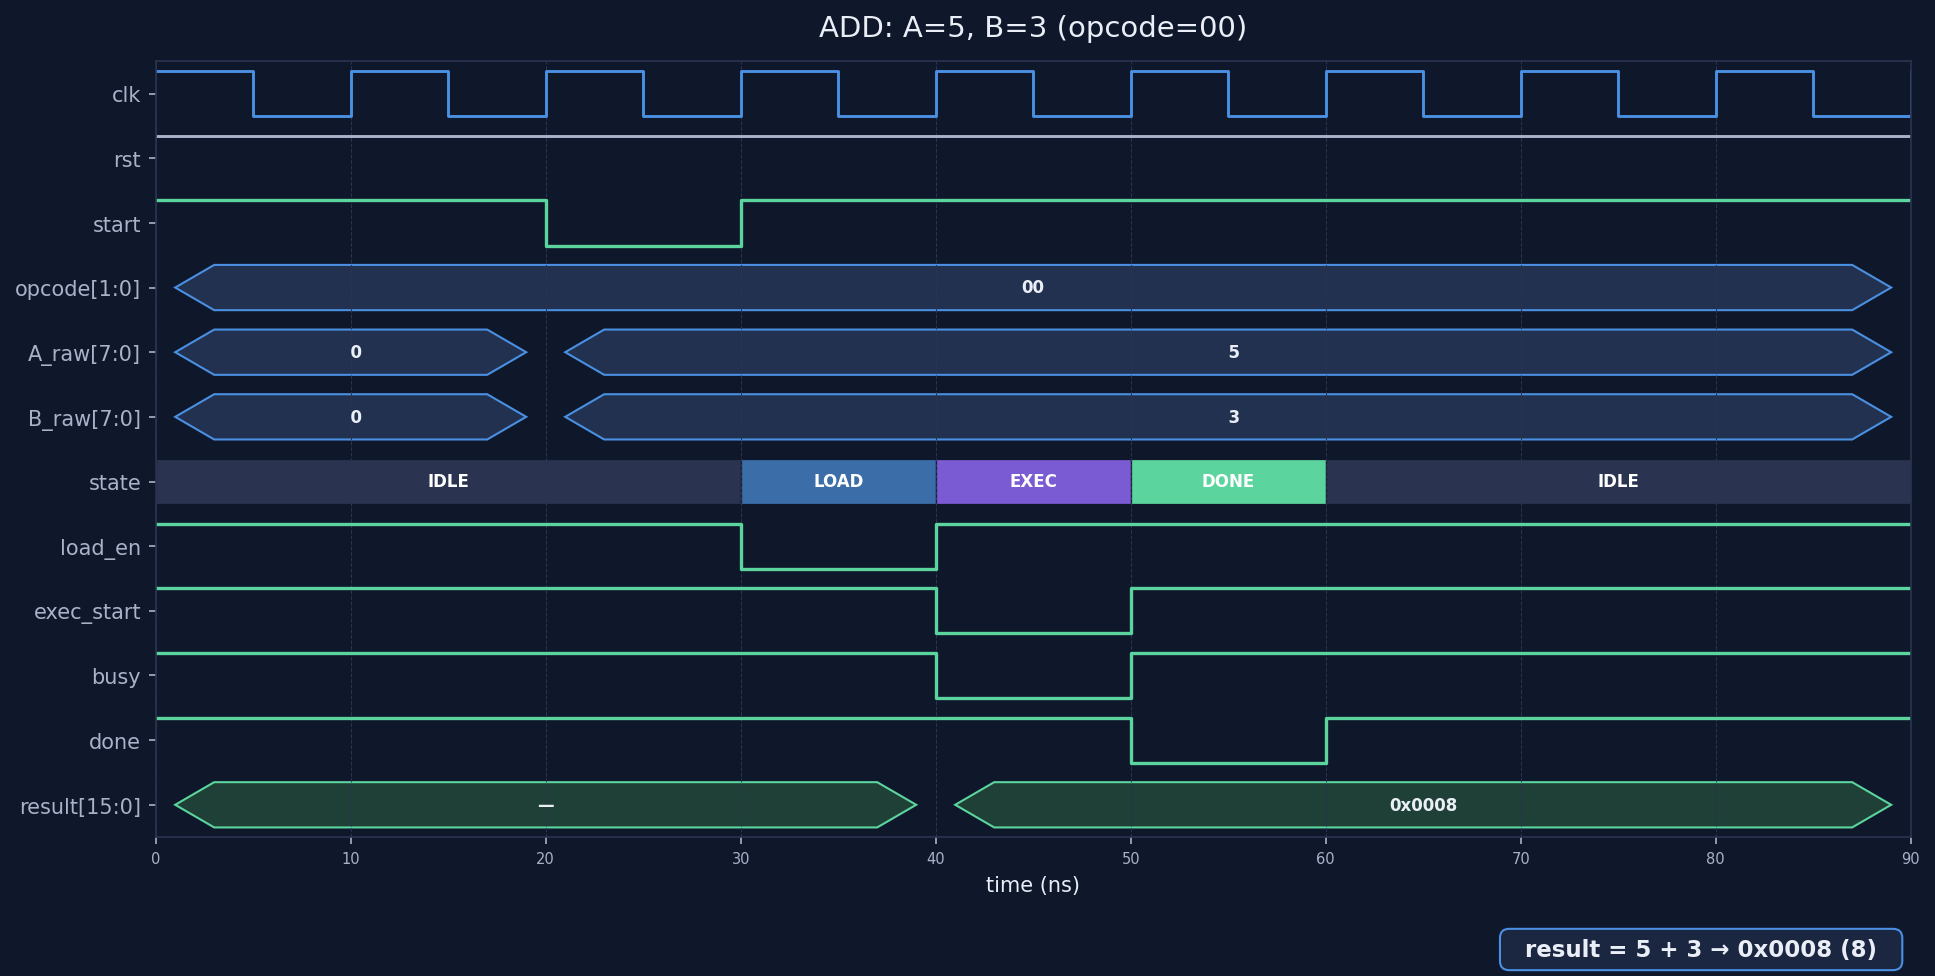 ADD: A=5, B=3 (opcode=00)
clk
rst
start
opcode[1:0] 00
A_raw[7:0] 0 5
B_raw[7:0] 0 3
state IDLE LOAD EXEC DONE IDLE
load_en
exec_start
busy
done
result[15:0] — 0x0008
0 10 20 30 40 50 60 70 80 90
time (ns)
result = 5 + 3 → 0x0008 (8)